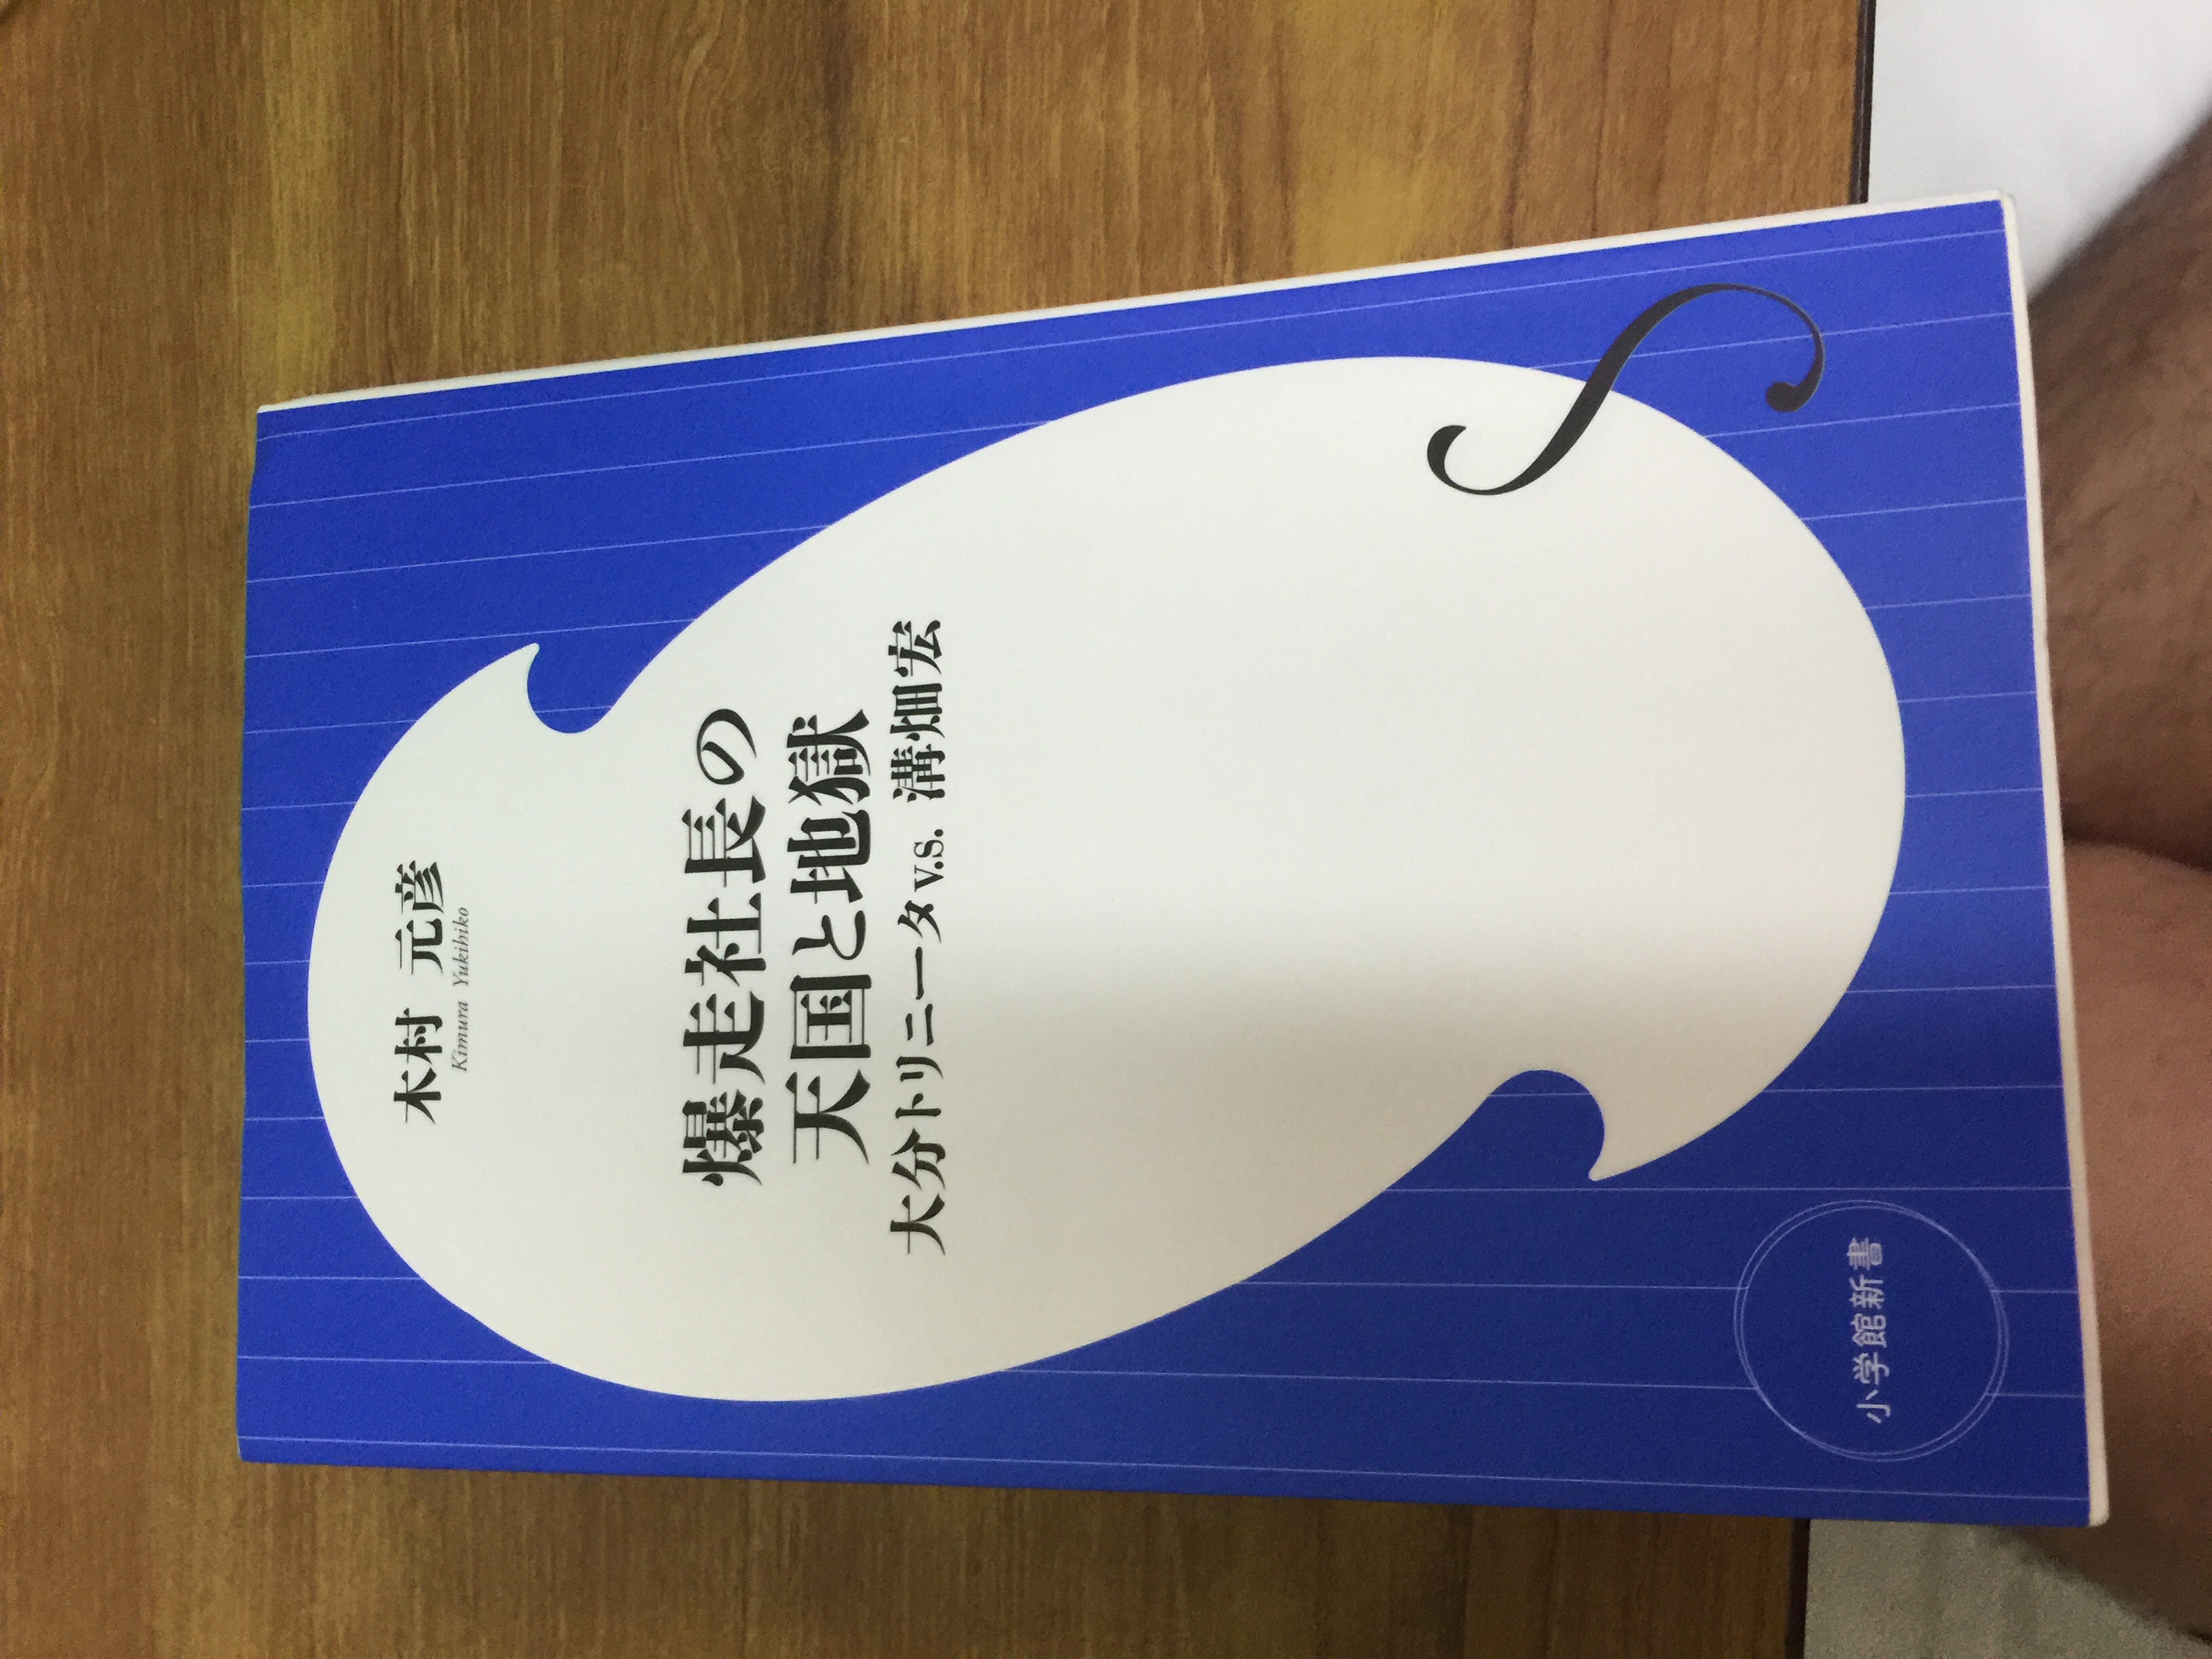 木村 元彦
Kimura Yukihiko
爆走社長の
天国と地獄
大分トリニータ v.s. 溝畑宏
小学館新書